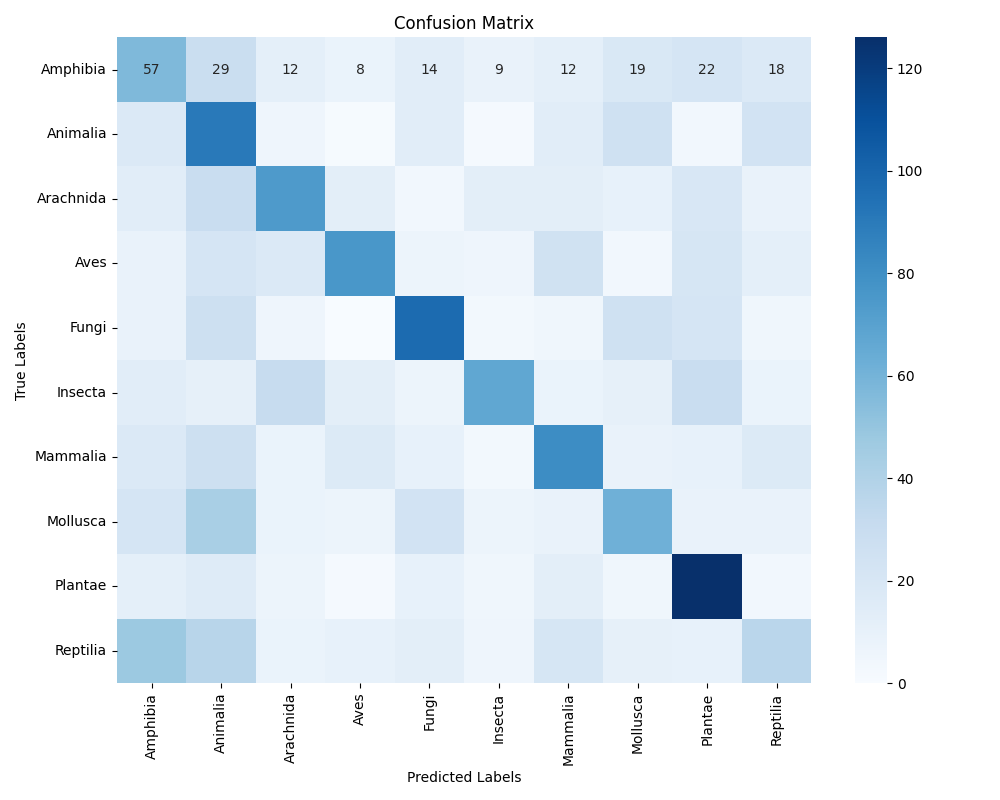 Confusion Matrix
Amphibia 57 29 12 8 14 9 12 19 22 18
Animalia
Arachnida
Aves
Fungi
Insecta
Mammalia
Mollusca
Plantae
Reptilia
True Labels
Amphibia Animalia Arachnida Aves Fungi Insecta Mammalia Mollusca Plantae Reptilia
Predicted Labels
120
100
80
60
40
20
0